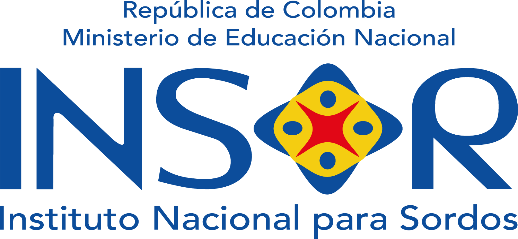 República de Colombia
Ministerio de Educación Nacional
INSOR
Instituto Nacional para Sordos